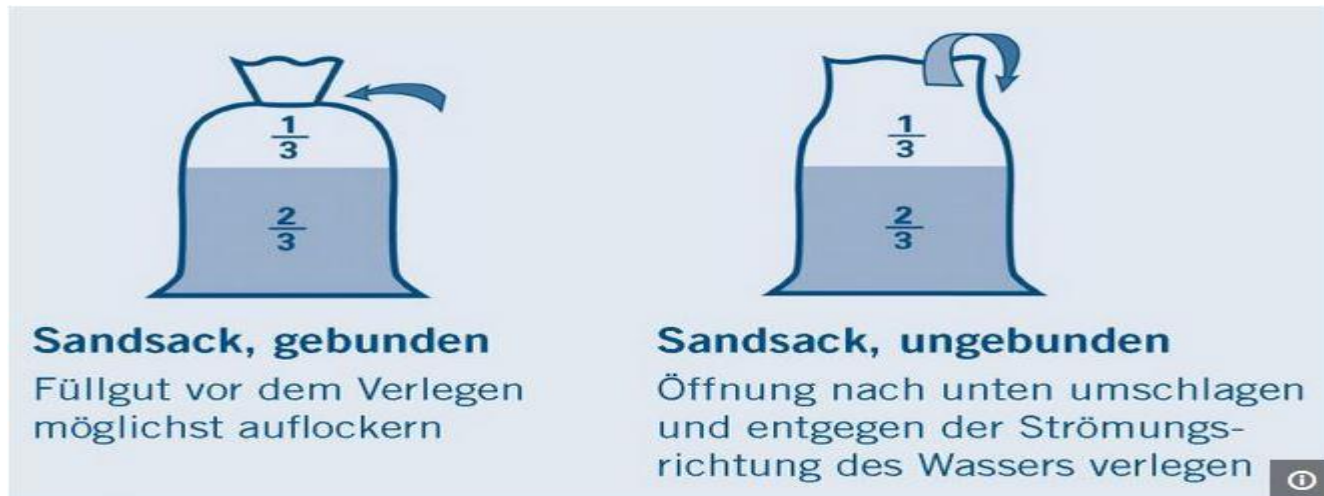 1/3
2/3
Sandsack, gebunden
Füllgut vor dem Verlegen
möglichst auflockern
1/3
2/3
Sandsack, ungebunden
Öffnung nach unten umschlagen
und entgegen der Strömungs-
richtung des Wassers verlegen